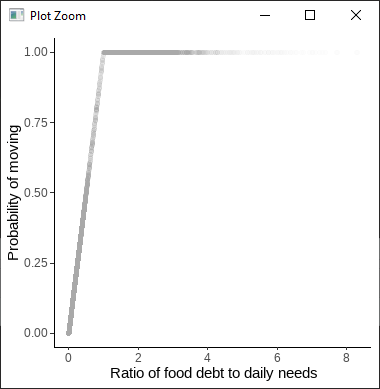 Plot Zoom
1.00
0.75
0.50
0.25
0.00
Probability of moving
0 2 4 6 8
Ratio of food debt to daily needs